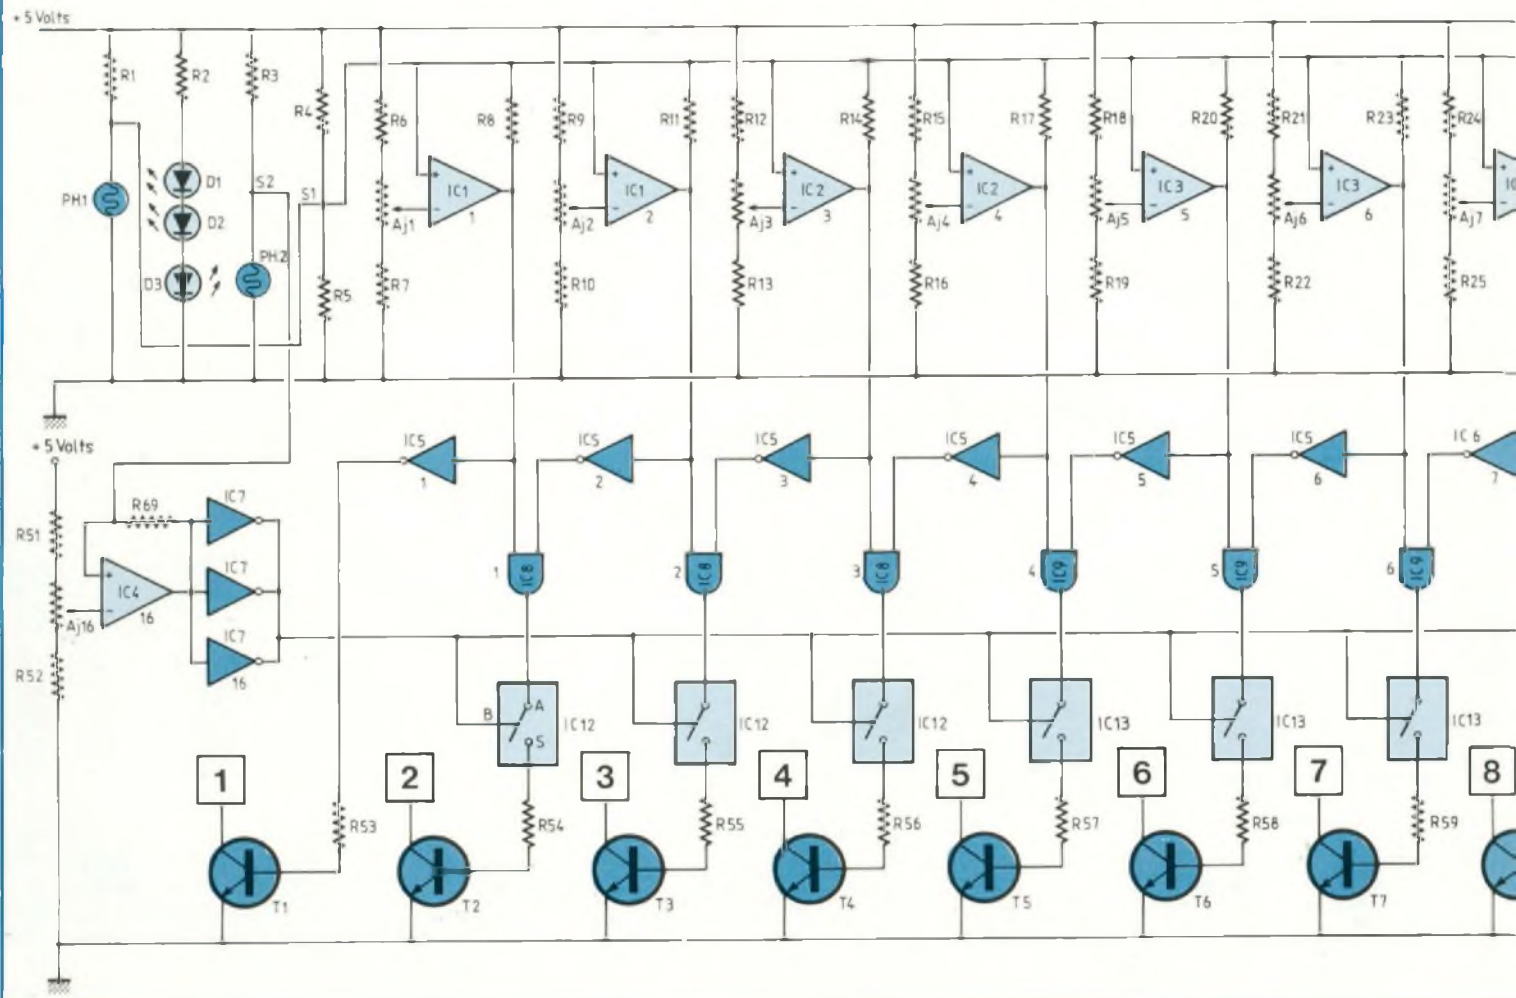 + 5 Volts
R1 R2 R3 R4 R6 R8 R9 R11 R12 R14 R15 R17 R18 R20 R21 R23 R24
PH1 D1 D2 S2 S1
+ IC1 - 1 + IC1 - 2 + IC2 - 3 + IC2 - 4 + IC3 - 5 + IC3 - 6 + -
Aj1 Aj2 Aj3 Aj4 Aj5 Aj6 Aj7
D3 PH2 R5 R7 R10 R13 R16 R19 R22 R25
+ 5 Volts
IC5 1 IC5 2 IC5 3 IC5 4 IC5 5 IC5 6 IC6 7
R51 R69 IC7
+ IC4 - 16 IC7
Aj16
R52 IC7 16
1 IC8 2 IC8 3 IC8 4 IC9 5 IC9 6 IC9
B A S IC12 IC12 IC12 IC13 IC13 IC13
1 2 3 4 5 6 7 8
R53 R54 R55 R56 R57 R58 R59
T1 T2 T3 T4 T5 T6 T7